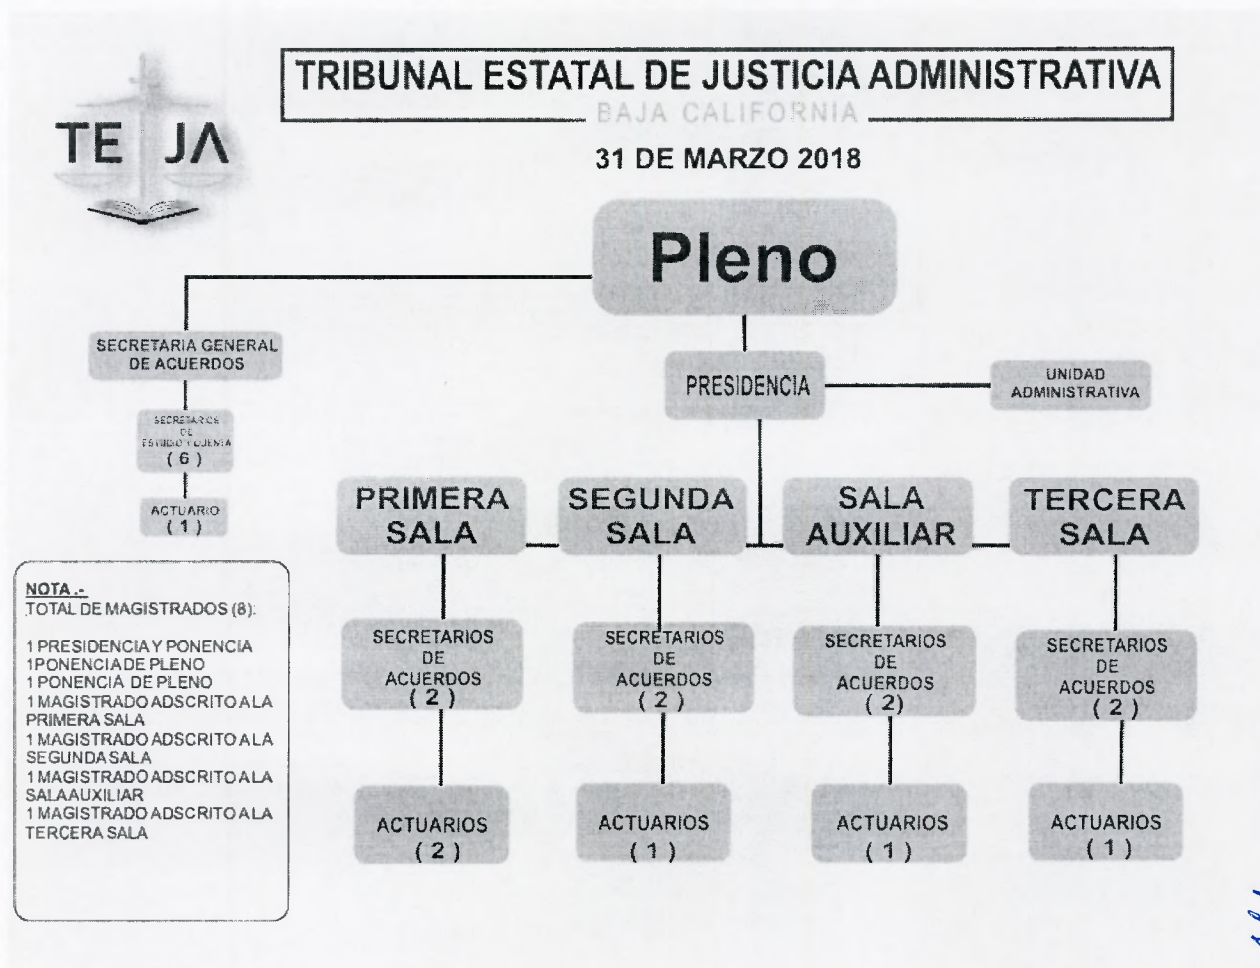 TRIBUNAL ESTATAL DE JUSTICIA ADMINISTRATIVA
BAJA CALIFORNIA
TE JA
31 DE MARZO 2018
Pleno
SECRETARIA GENERAL
DE ACUERDOS
PRESIDENCIA
UNIDAD
ADMINISTRATIVA
SECRETARIOS
DE
ESTUDIO Y CUENTA
( 6 )
ACTUARIO
( 1 )
PRIMERA
SALA
SEGUNDA
SALA
SALA
AUXILIAR
TERCERA
SALA
NOTA .-
TOTAL DE MAGISTRADOS (8):
1 PRESIDENCIA Y PONENCIA
1 PONENCIA DE PLENO
1 PONENCIA DE PLENO
1 MAGISTRADO ADSCRITO A LA
PRIMERA SALA
1 MAGISTRADO ADSCRITO A LA
SEGUNDA SALA
1 MAGISTRADO ADSCRITO A LA
SALA AUXILIAR
1 MAGISTRADO ADSCRITO A LA
TERCERA SALA
SECRETARIOS
DE
ACUERDOS
( 2 )
SECRETARIOS
DE
ACUERDOS
( 2 )
SECRETARIOS
DE
ACUERDOS
( 2)
SECRETARIOS
DE
ACUERDOS
( 2 )
ACTUARIOS
( 2 )
ACTUARIOS
( 1 )
ACTUARIOS
( 1 )
ACTUARIOS
( 1 )